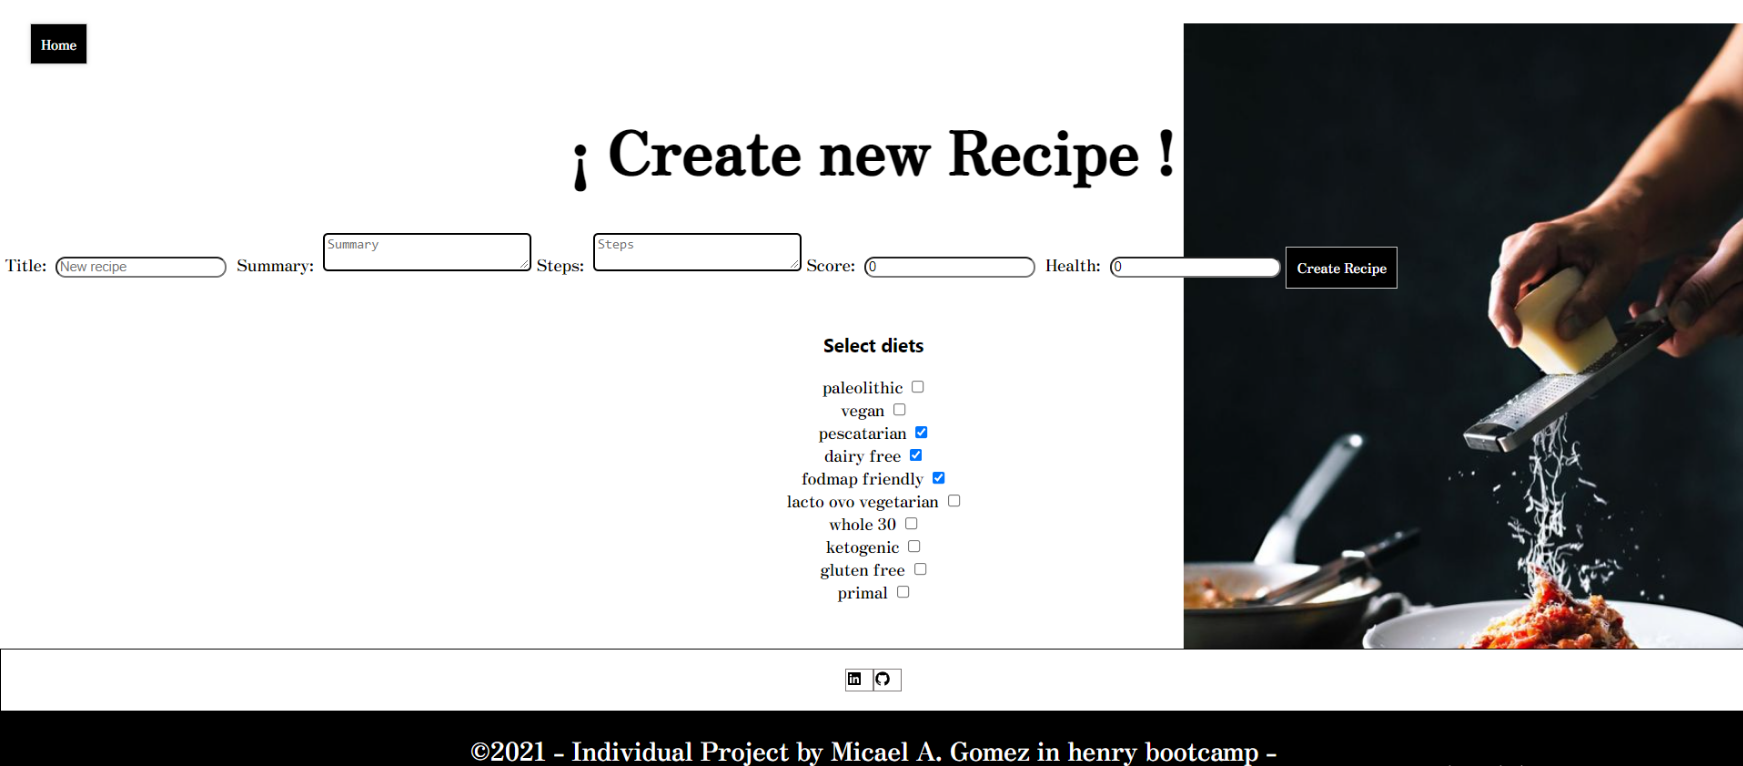 Home
¡ Create new Recipe !
Title: New recipe Summary: Summary Steps: Steps Score: 0 Health: 0 Create Recipe
Select diets
paleolithic
vegan
pescatarian
dairy free
fodmap friendly
lacto ovo vegetarian
whole 30
ketogenic
gluten free
primal
in
©2021 - Individual Project by Micael A. Gomez in henry bootcamp -